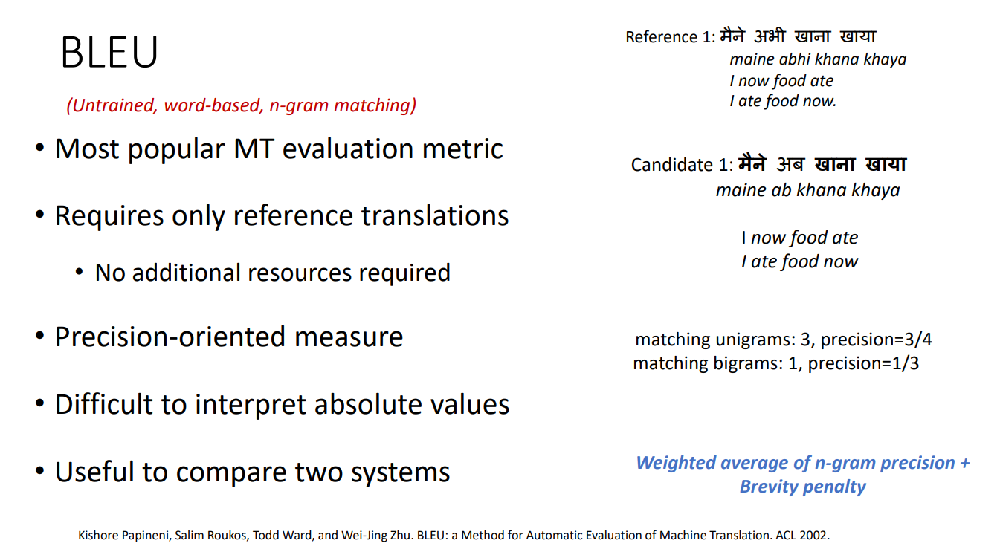 BLEU
(Untrained, word-based, n-gram matching)
• Most popular MT evaluation metric
• Requires only reference translations
• No additional resources required
• Precision-oriented measure
• Difficult to interpret absolute values
• Useful to compare two systems
Reference 1: मैने अभी खाना खाया
maine abhi khana khaya
I now food ate
I ate food now.
Candidate 1: मैने अब खाना खाया
maine ab khana khaya
I now food ate
I ate food now
matching unigrams: 3, precision=3/4
matching bigrams: 1, precision=1/3
Weighted average of n-gram precision +
Brevity penalty
Kishore Papineni, Salim Roukos, Todd Ward, and Wei-Jing Zhu. BLEU: a Method for Automatic Evaluation of Machine Translation. ACL 2002.